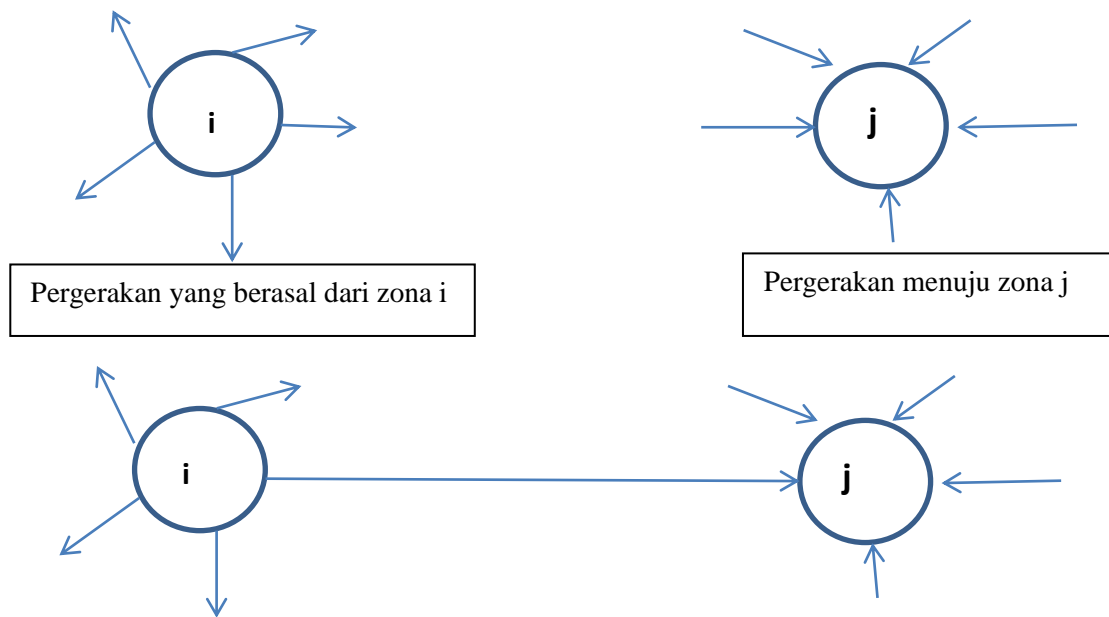 i
j
Pergerakan yang berasal dari zona i
Pergerakan menuju zona j
i
j